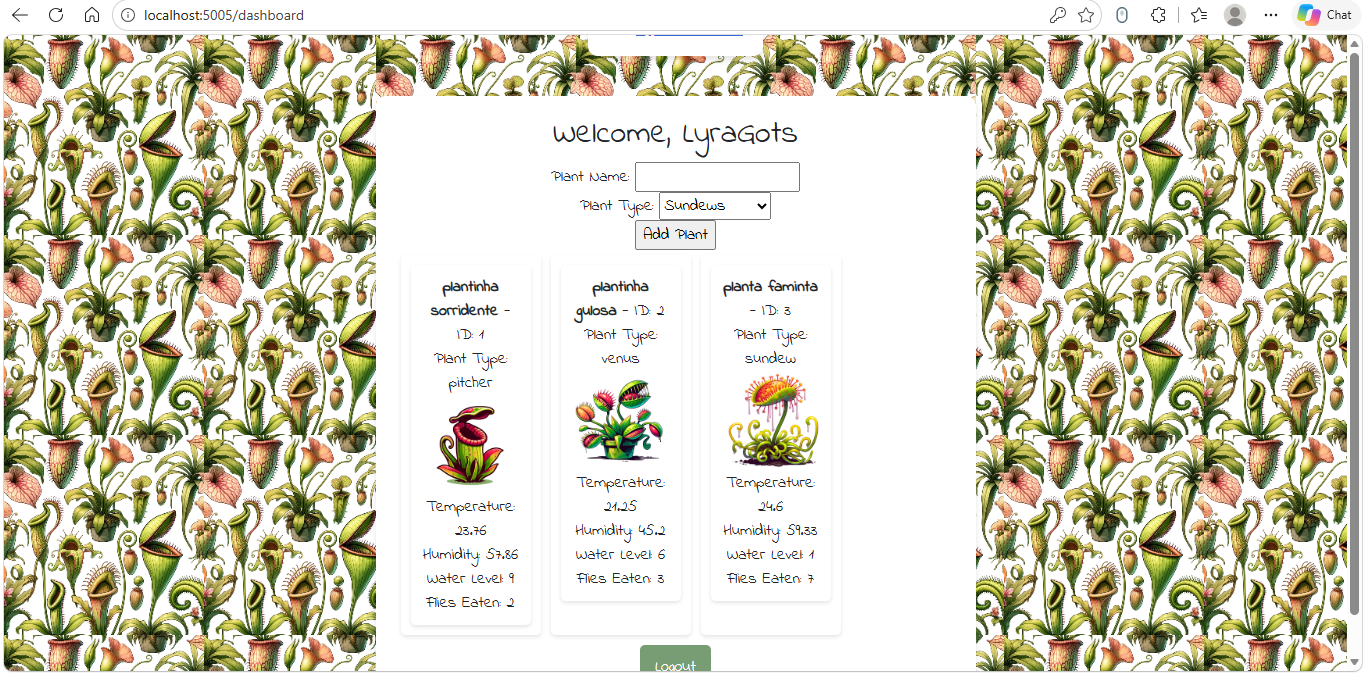 localhost:5005/dashboard
Chat
Welcome, LyraGots
Plant Name:
Plant Type: Sundews
Add Plant
plantinha
sorridente -
ID: 1
Plant Type:
pitcher
Temperature:
23.76
Humidity: 57.86
Water Level: 9
Flies Eaten: 2
plantinha
gulosa - ID: 2
Plant Type:
venus
Temperature:
21.25
Humidity: 45.2
Water Level: 6
Flies Eaten: 3
planta faminta
- ID: 3
Plant Type:
sundew
Temperature:
24.6
Humidity: 59.33
Water Level: 1
Flies Eaten: 7
Logout